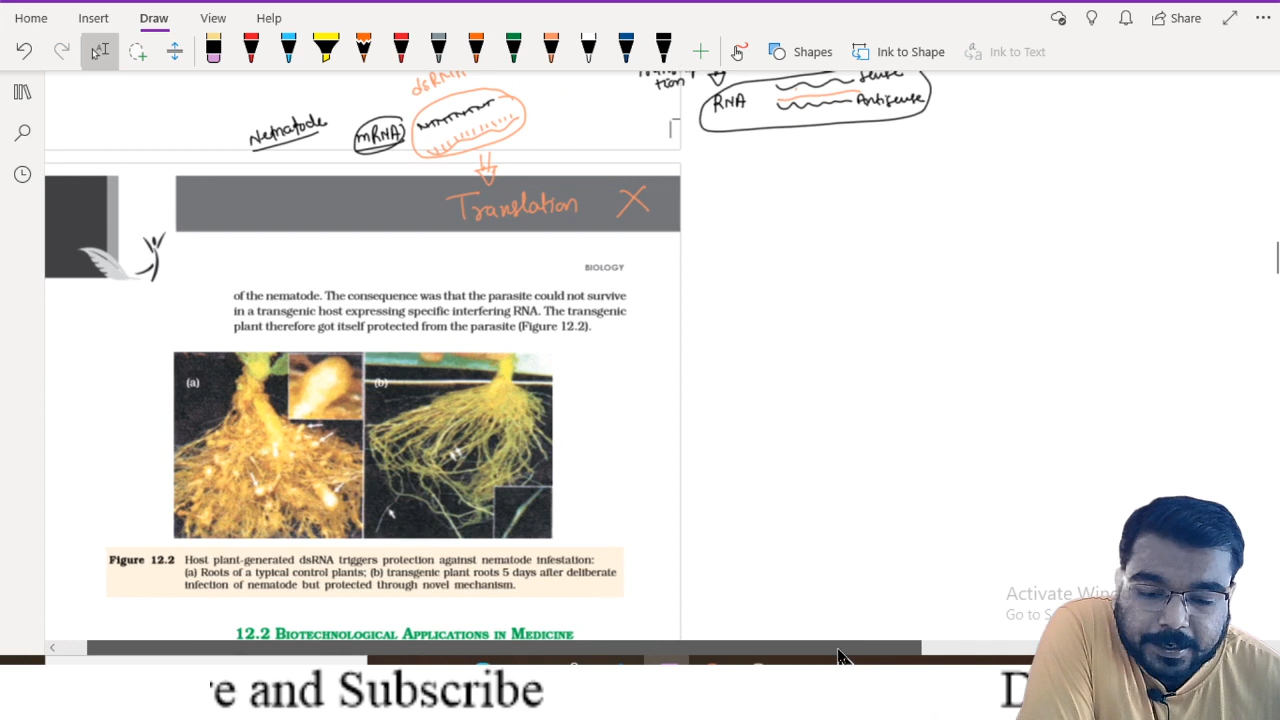 Home Insert Draw View Help
Share
Shapes Ink to Shape Ink to Text
dsRNA
tion
RNA
Sense
Antisense
Nematode mRNA
Translation X
BIOLOGY
of the nematode. The consequence was that the parasite could not survive
in a transgenic host expressing specific interfering RNA. The transgenic
plant therefore got itself protected from the parasite (Figure 12.2).
(a) (b)
Figure 12.2 Host plant-generated dsRNA triggers protection against nematode infestation:
(a) Roots of a typical control plants; (b) transgenic plant roots 5 days after deliberate
infection of nematode but protected through novel mechanism.
12.2 BIOTECHNOLOGICAL APPLICATIONS IN MEDICINE
Activate
Go to
e and Subscribe D